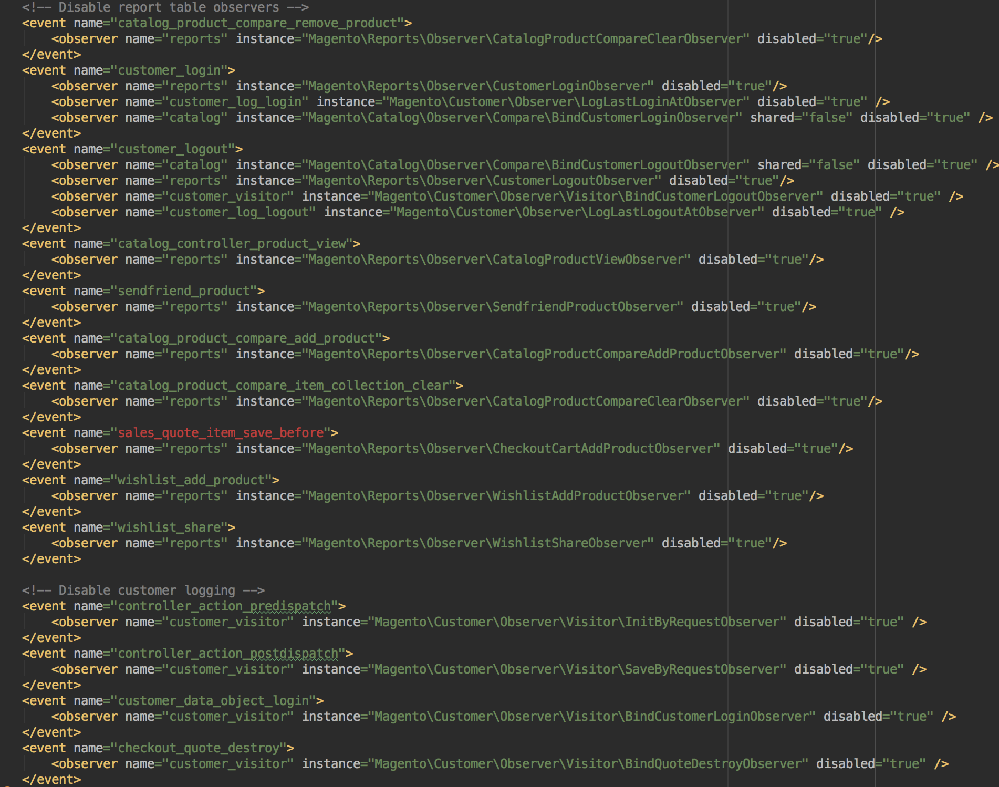 <!-- Disable report table observers -->
<event name="catalog_product_compare_remove_product">
<observer name="reports" instance="Magento\Reports\Observer\CatalogProductCompareClearObserver" disabled="true"/>
</event>
<event name="customer_login">
<observer name="reports" instance="Magento\Reports\Observer\CustomerLoginObserver" disabled="true"/>
<observer name="customer_log_login" instance="Magento\Customer\Observer\LogLastLoginAtObserver" disabled="true" />
<observer name="catalog" instance="Magento\Catalog\Observer\Compare\BindCustomerLoginObserver" shared="false" disabled="true" />
</event>
<event name="customer_logout">
<observer name="catalog" instance="Magento\Catalog\Observer\Compare\BindCustomerLogoutObserver" shared="false" disabled="true" />
<observer name="reports" instance="Magento\Reports\Observer\CustomerLogoutObserver" disabled="true"/>
<observer name="customer_visitor" instance="Magento\Customer\Observer\Visitor\BindCustomerLogoutObserver" disabled="true" />
<observer name="customer_log_logout" instance="Magento\Customer\Observer\LogLastLogoutAtObserver" disabled="true" />
</event>
<event name="catalog_controller_product_view">
<observer name="reports" instance="Magento\Reports\Observer\CatalogProductViewObserver" disabled="true"/>
</event>
<event name="sendfriend_product">
<observer name="reports" instance="Magento\Reports\Observer\SendfriendProductObserver" disabled="true"/>
</event>
<event name="catalog_product_compare_add_product">
<observer name="reports" instance="Magento\Reports\Observer\CatalogProductCompareAddProductObserver" disabled="true"/>
</event>
<event name="catalog_product_compare_item_collection_clear">
<observer name="reports" instance="Magento\Reports\Observer\CatalogProductCompareClearObserver" disabled="true"/>
</event>
<event name="sales_quote_item_save_before">
<observer name="reports" instance="Magento\Reports\Observer\CheckoutCartAddProductObserver" disabled="true"/>
</event>
<event name="wishlist_add_product">
<observer name="reports" instance="Magento\Reports\Observer\WishlistAddProductObserver" disabled="true"/>
</event>
<event name="wishlist_share">
<observer name="reports" instance="Magento\Reports\Observer\WishlistShareObserver" disabled="true"/>
</event>
<!-- Disable customer logging -->
<event name="controller_action_predispatch">
<observer name="customer_visitor" instance="Magento\Customer\Observer\Visitor\InitByRequestObserver" disabled="true" />
</event>
<event name="controller_action_postdispatch">
<observer name="customer_visitor" instance="Magento\Customer\Observer\Visitor\SaveByRequestObserver" disabled="true" />
</event>
<event name="customer_data_object_login">
<observer name="customer_visitor" instance="Magento\Customer\Observer\Visitor\BindCustomerLoginObserver" disabled="true" />
</event>
<event name="checkout_quote_destroy">
<observer name="customer_visitor" instance="Magento\Customer\Observer\Visitor\BindQuoteDestroyObserver" disabled="true" />
</event>